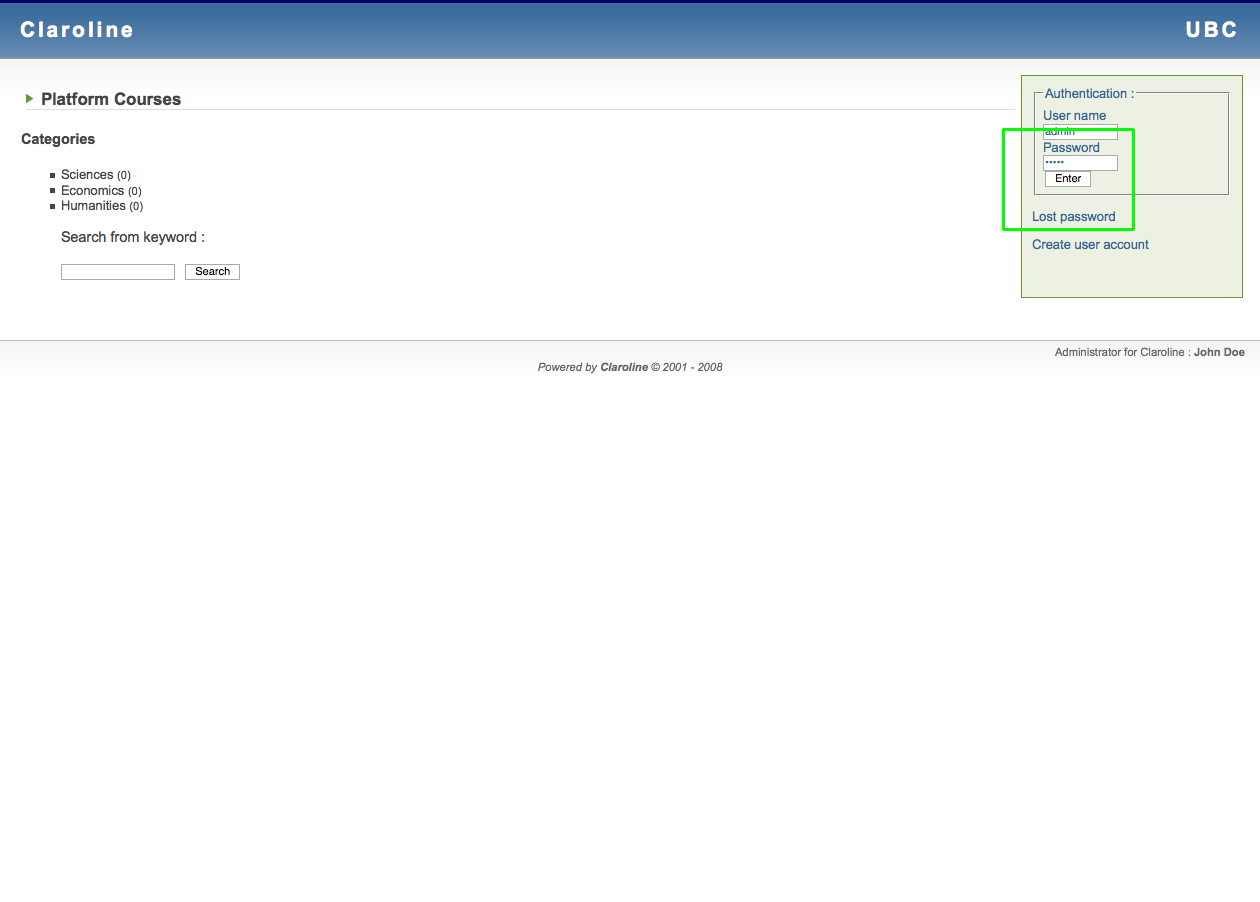 Claroline
UBC
Platform Courses
Categories
Sciences (0)
Economics (0)
Humanities (0)
Search from keyword :
Search
Authentication :
User name
admin
Password
•••••
Enter
Lost password
Create user account
Administrator for Claroline : John Doe
Powered by Claroline © 2001 - 2008